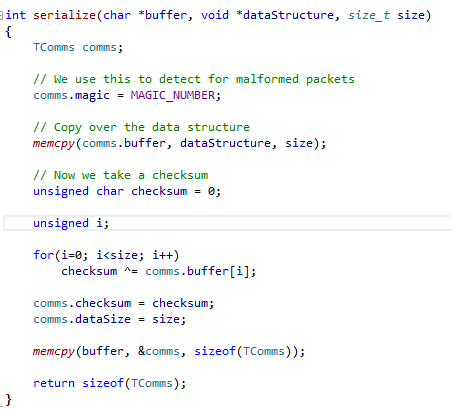 int serialize(char *buffer, void *dataStructure, size_t size)
{
    TComms comms;
    // We use this to detect for malformed packets
    comms.magic = MAGIC_NUMBER;
    // Copy over the data structure
    memcpy(comms.buffer, dataStructure, size);
    // Now we take a checksum
    unsigned char checksum = 0;
    unsigned i;
    for(i=0; i<size; i++)
        checksum ^= comms.buffer[i];
    comms.checksum = checksum;
    comms.dataSize = size;
    memcpy(buffer, &comms, sizeof(TComms));
    return sizeof(TComms);
}